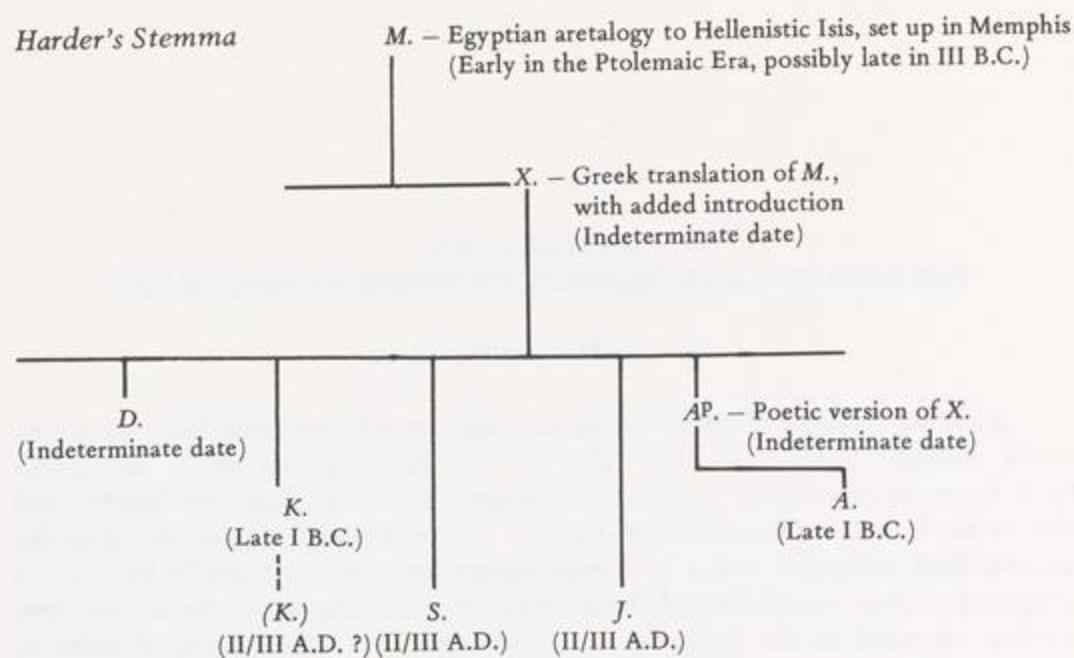 Harder's Stemma
M. – Egyptian aretalogy to Hellenistic Isis, set up in Memphis
(Early in the Ptolemaic Era, possibly late in III B.C.)
X. – Greek translation of M.,
with added introduction
(Indeterminate date)
D.
(Indeterminate date)
K.
(Late I B.C.)
(K.)
(II/III A.D. ?)
S.
(II/III A.D.)
J.
(II/III A.D.)
Aᵖ. – Poetic version of X.
(Indeterminate date)
A.
(Late I B.C.)